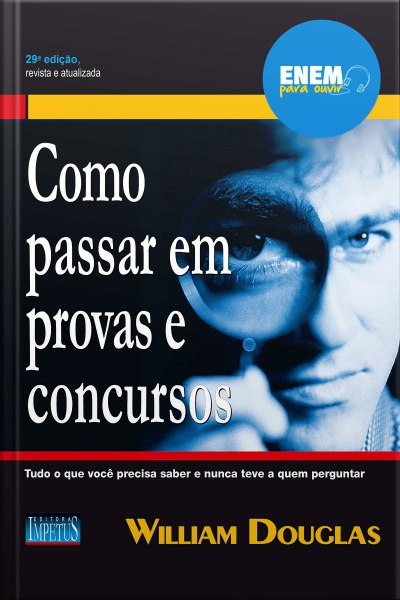 29ª edição,
revista e atualizada
ENEM
para ouvir
Como
passar em
provas e
concursos
Tudo o que você precisa saber e nunca teve a quem perguntar
EDITORA
IMPETUS
WILLIAM DOUGLAS